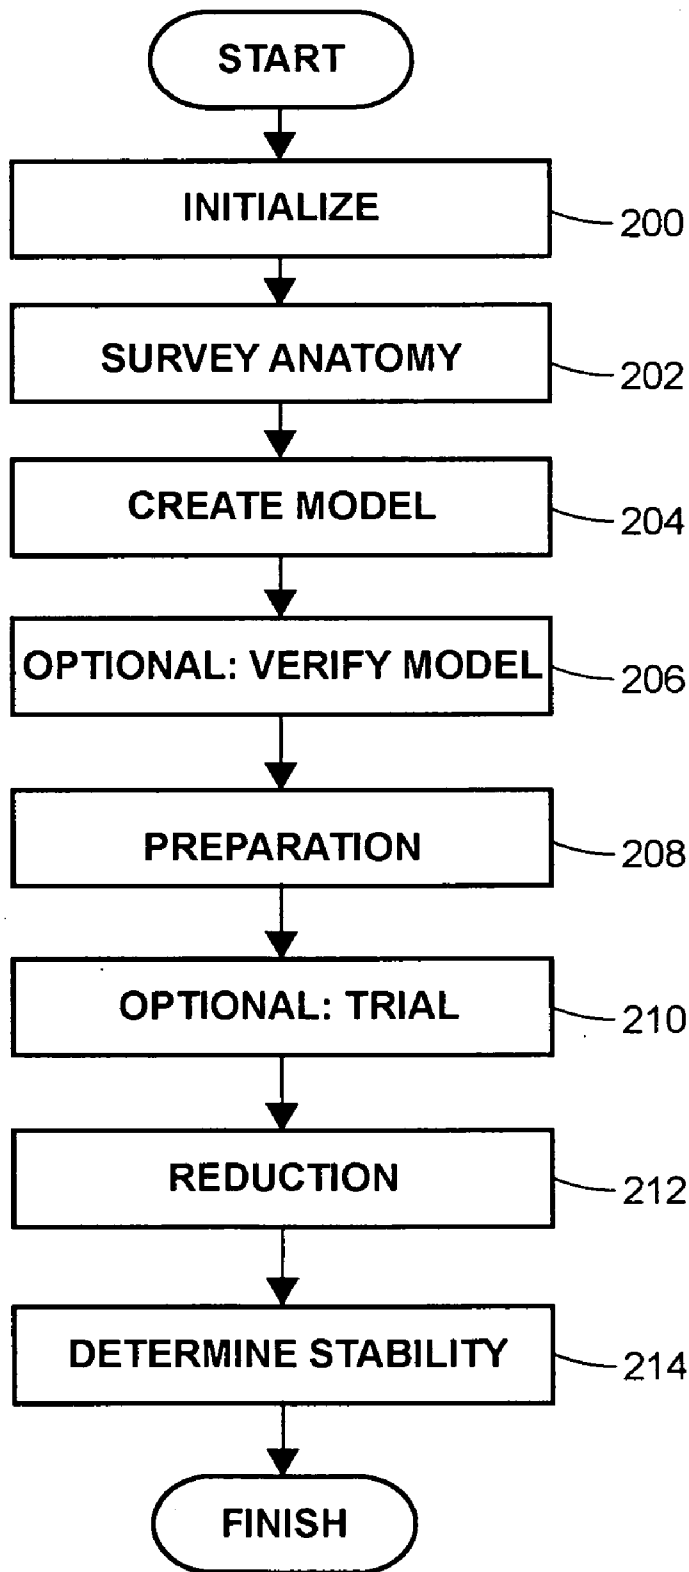 START
INITIALIZE
200
SURVEY ANATOMY
202
CREATE MODEL
204
OPTIONAL: VERIFY MODEL
206
PREPARATION
208
OPTIONAL: TRIAL
210
REDUCTION
212
DETERMINE STABILITY
214
FINISH